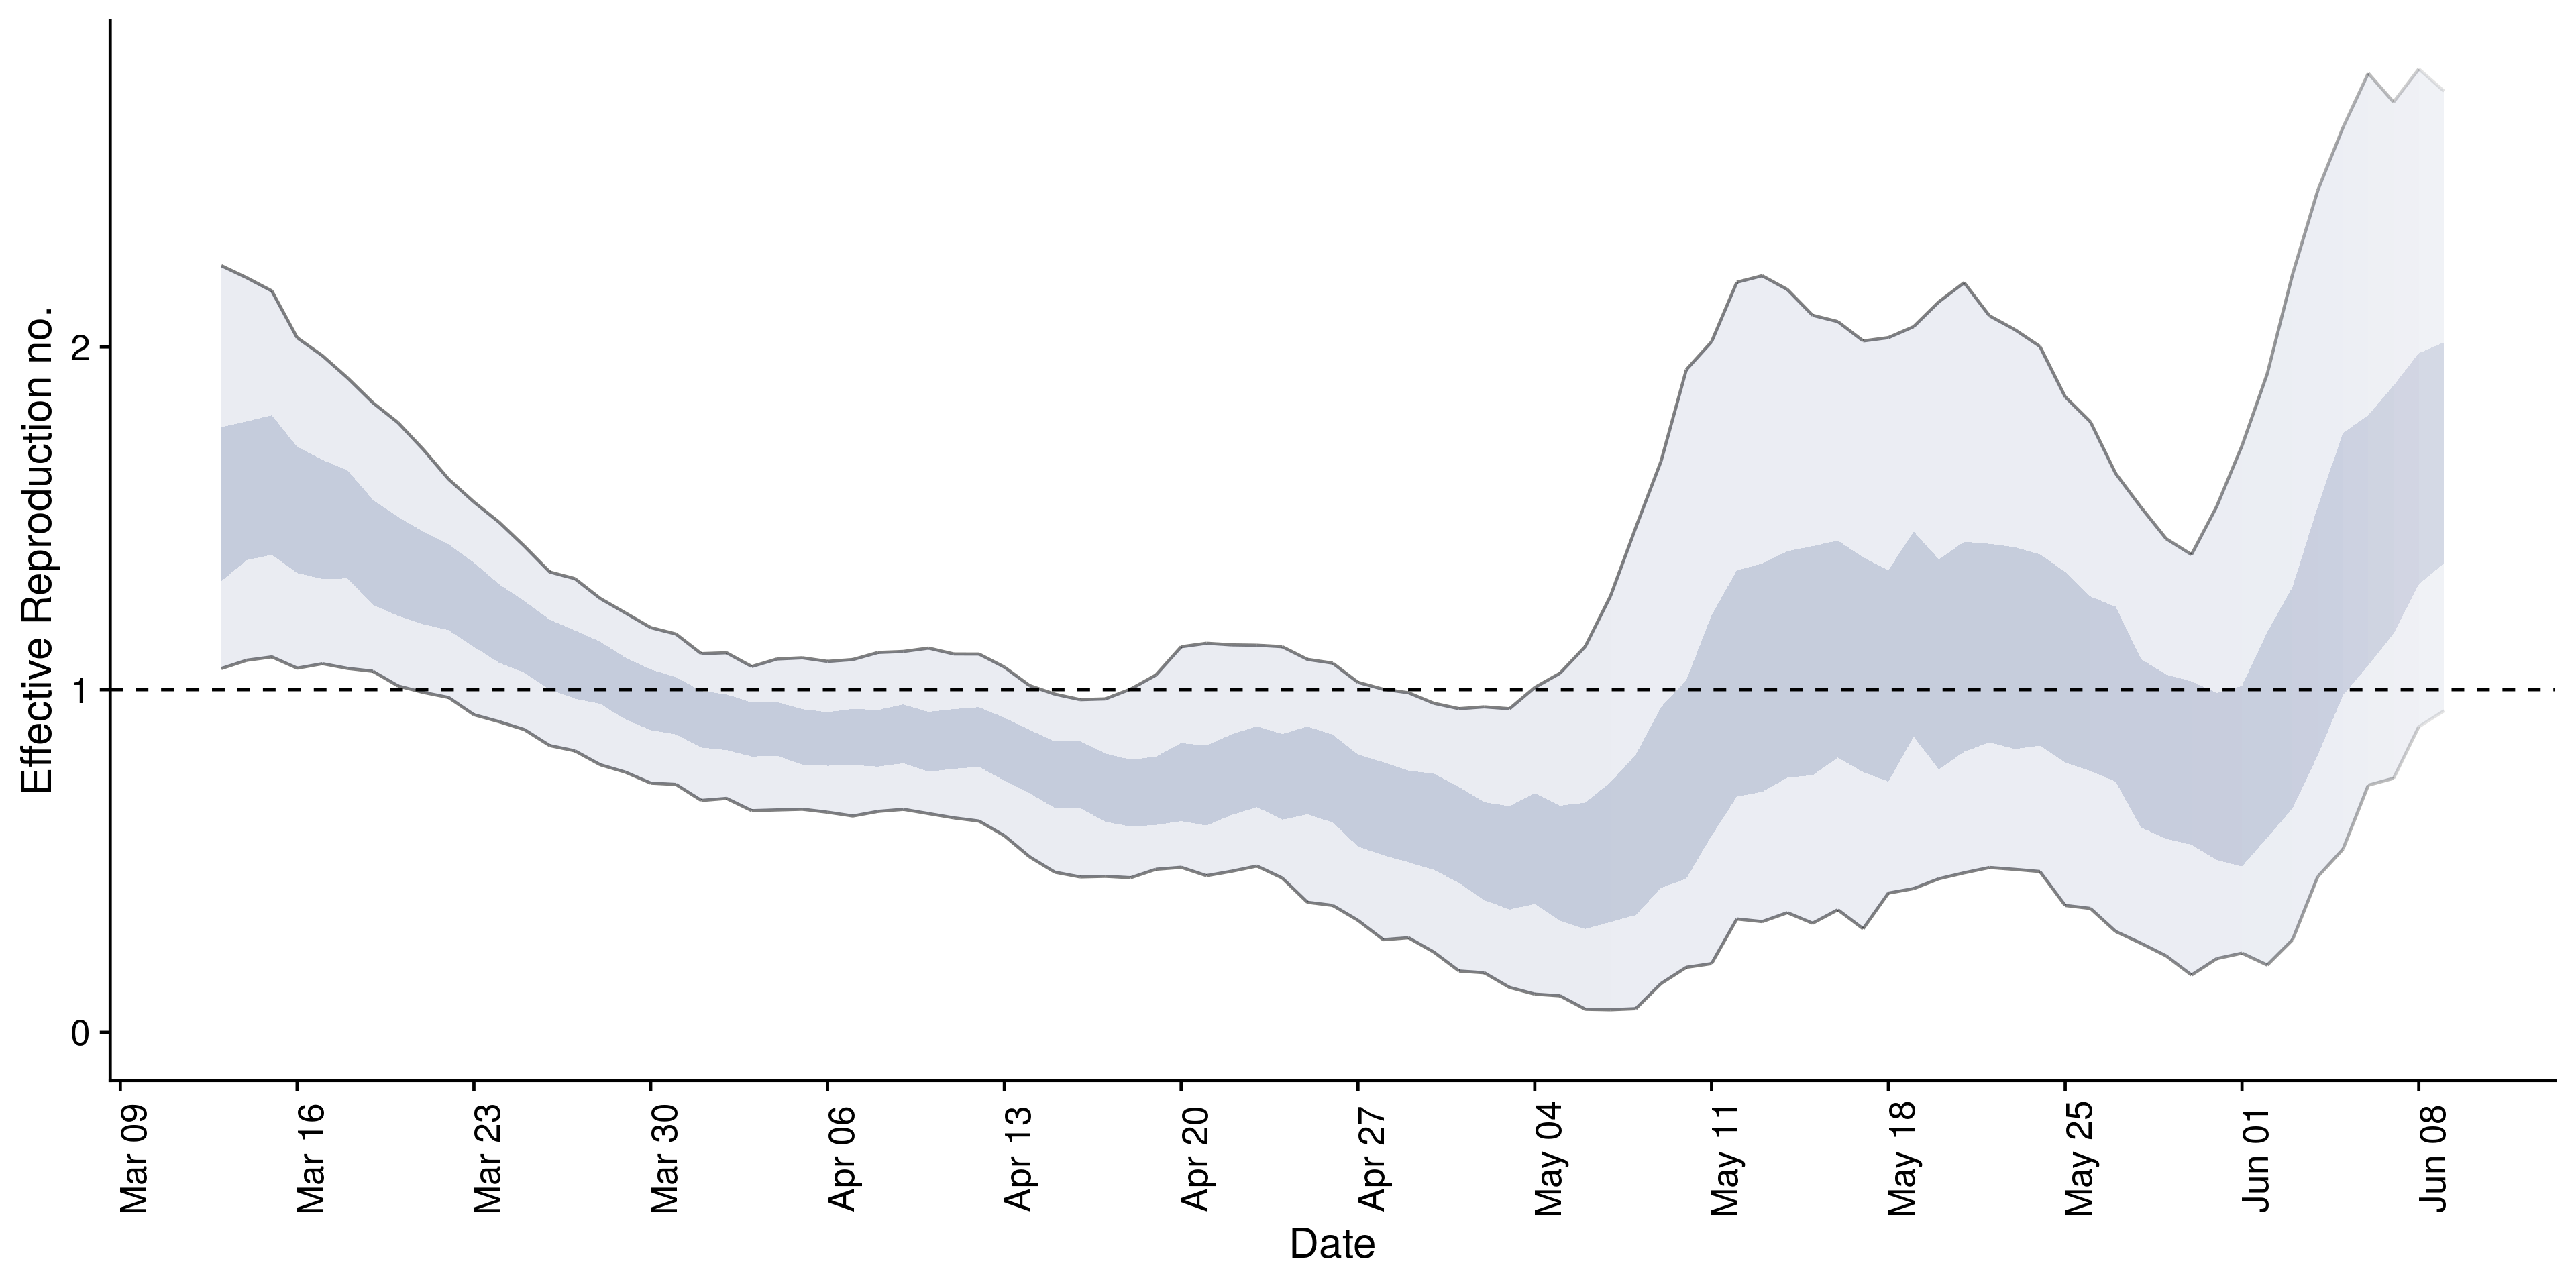 Effective Reproduction no.
2
1
0
Mar 09
Mar 16
Mar 23
Mar 30
Apr 06
Apr 13
Apr 20
Apr 27
May 04
May 11
May 18
May 25
Jun 01
Jun 08
Date